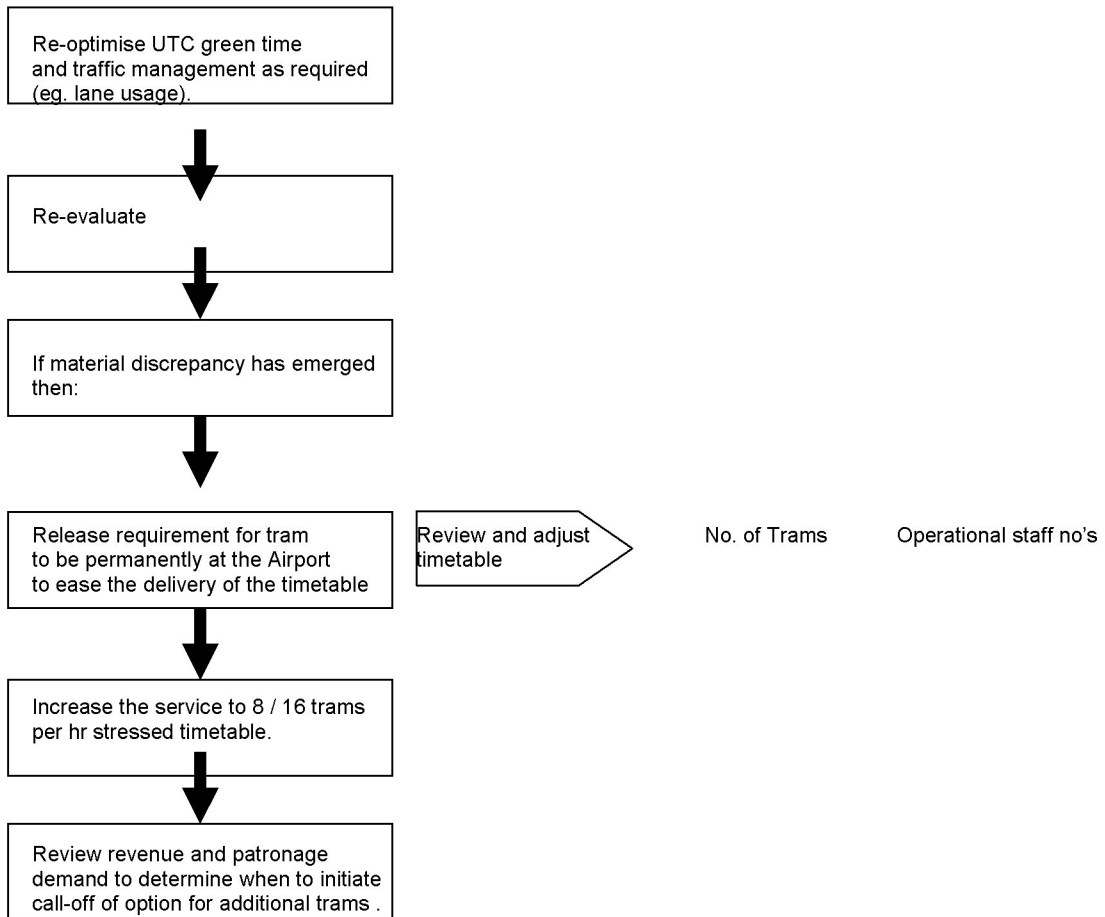 Re-optimise UTC green time
and traffic management as required
(eg. lane usage).
Re-evaluate
If material discrepancy has emerged
then:
Release requirement for tram
to be permanently at the Airport
to ease the delivery of the timetable
Review and adjust
timetable
No. of Trams
Operational staff no's
Increase the service to 8 / 16 trams
per hr stressed timetable.
Review revenue and patronage
demand to determine when to initiate
call-off of option for additional trams .